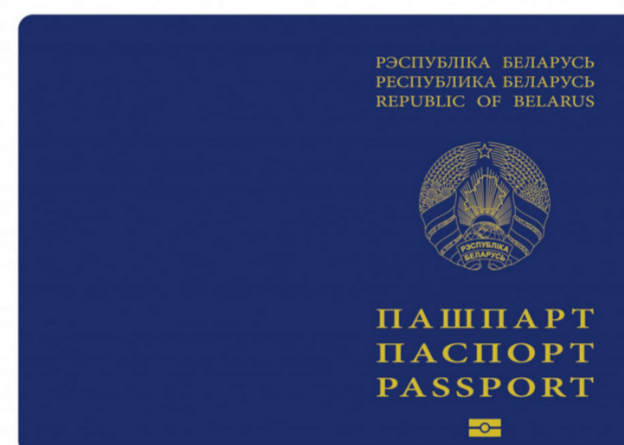 РЭСПУБЛІКА БЕЛАРУСЬ
РЕСПУБЛИКА БЕЛАРУСЬ
REPUBLIC OF BELARUS
РЭСПУБЛІКА
БЕЛАРУСЬ
ПАШПАРТ
ПАСПОРТ
PASSPORT